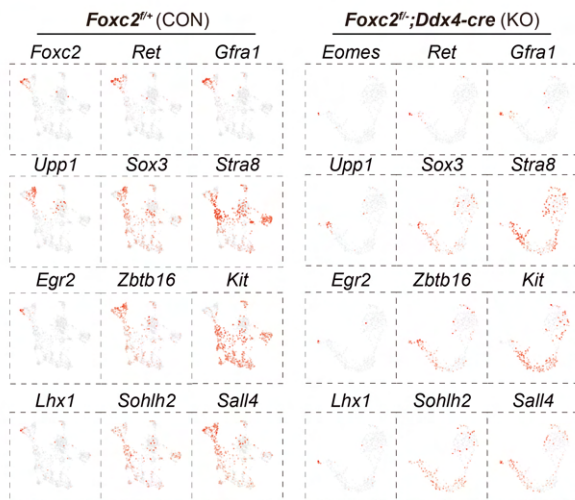 Foxc2f/+ (CON) Foxc2f/-;Ddx4-cre (KO)
Foxc2 Ret Gfra1 Eomes Ret Gfra1
Upp1 Sox3 Stra8 Upp1 Sox3 Stra8
Egr2 Zbtb16 Kit Egr2 Zbtb16 Kit
Lhx1 Sohlh2 Sall4 Lhx1 Sohlh2 Sall4